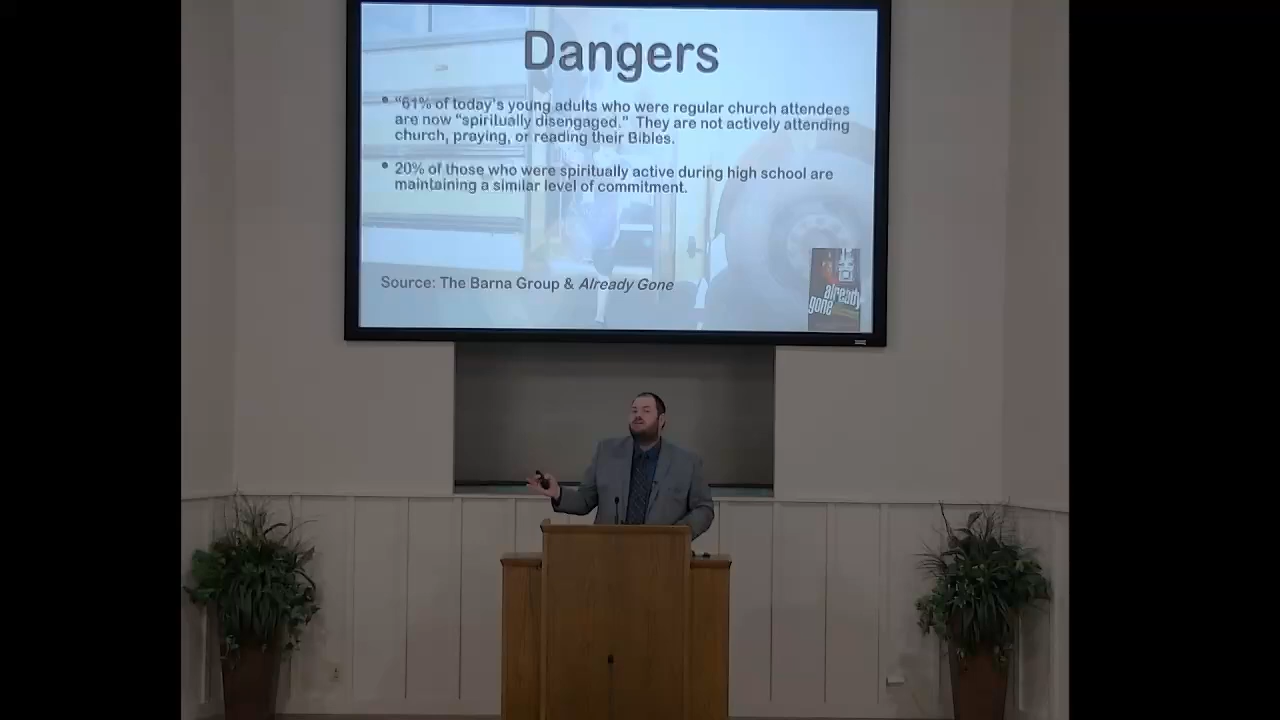 Dangers
• "61% of today's young adults who were regular church attendees
are now "spiritually disengaged." They are not actively attending
church, praying, or reading their Bibles.
• 20% of those who were spiritually active during high school are
maintaining a similar level of commitment.
Source: The Barna Group & Already Gone
already
gone